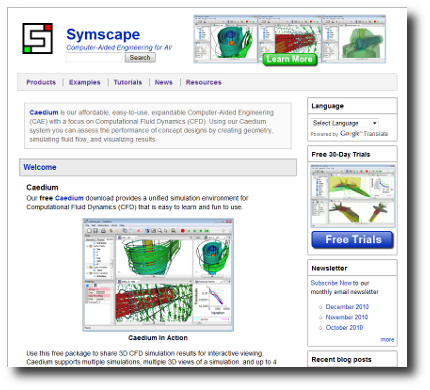 Symscape
Computer-Aided Engineering for All
Search
Learn More
Products Examples Tutorials News Resources
Caedium is our affordable, easy-to-use, expandable Computer-Aided Engineering
(CAE) with a focus on Computational Fluid Dynamics (CFD). Using our Caedium
system you can assess the performance of concept designs by creating geometry,
simulating fluid flow, and visualizing results.
Welcome
Caedium
Our free Caedium download provides a unified simulation environment for
Computational Fluid Dynamics (CFD) that is easy to learn and fun to use.
Caedium in Action
Use this free package to share 3D CFD simulation results for interactive viewing.
Caedium supports multiple simulations, multiple 3D views of a simulation, and up to 4
Language
Select Language
Powered by Google Translate
Free 30-Day Trials
Free Trials
Newsletter
Subscribe Now to our
monthly email newsletter
December 2010
November 2010
October 2010
more
Recent blog posts